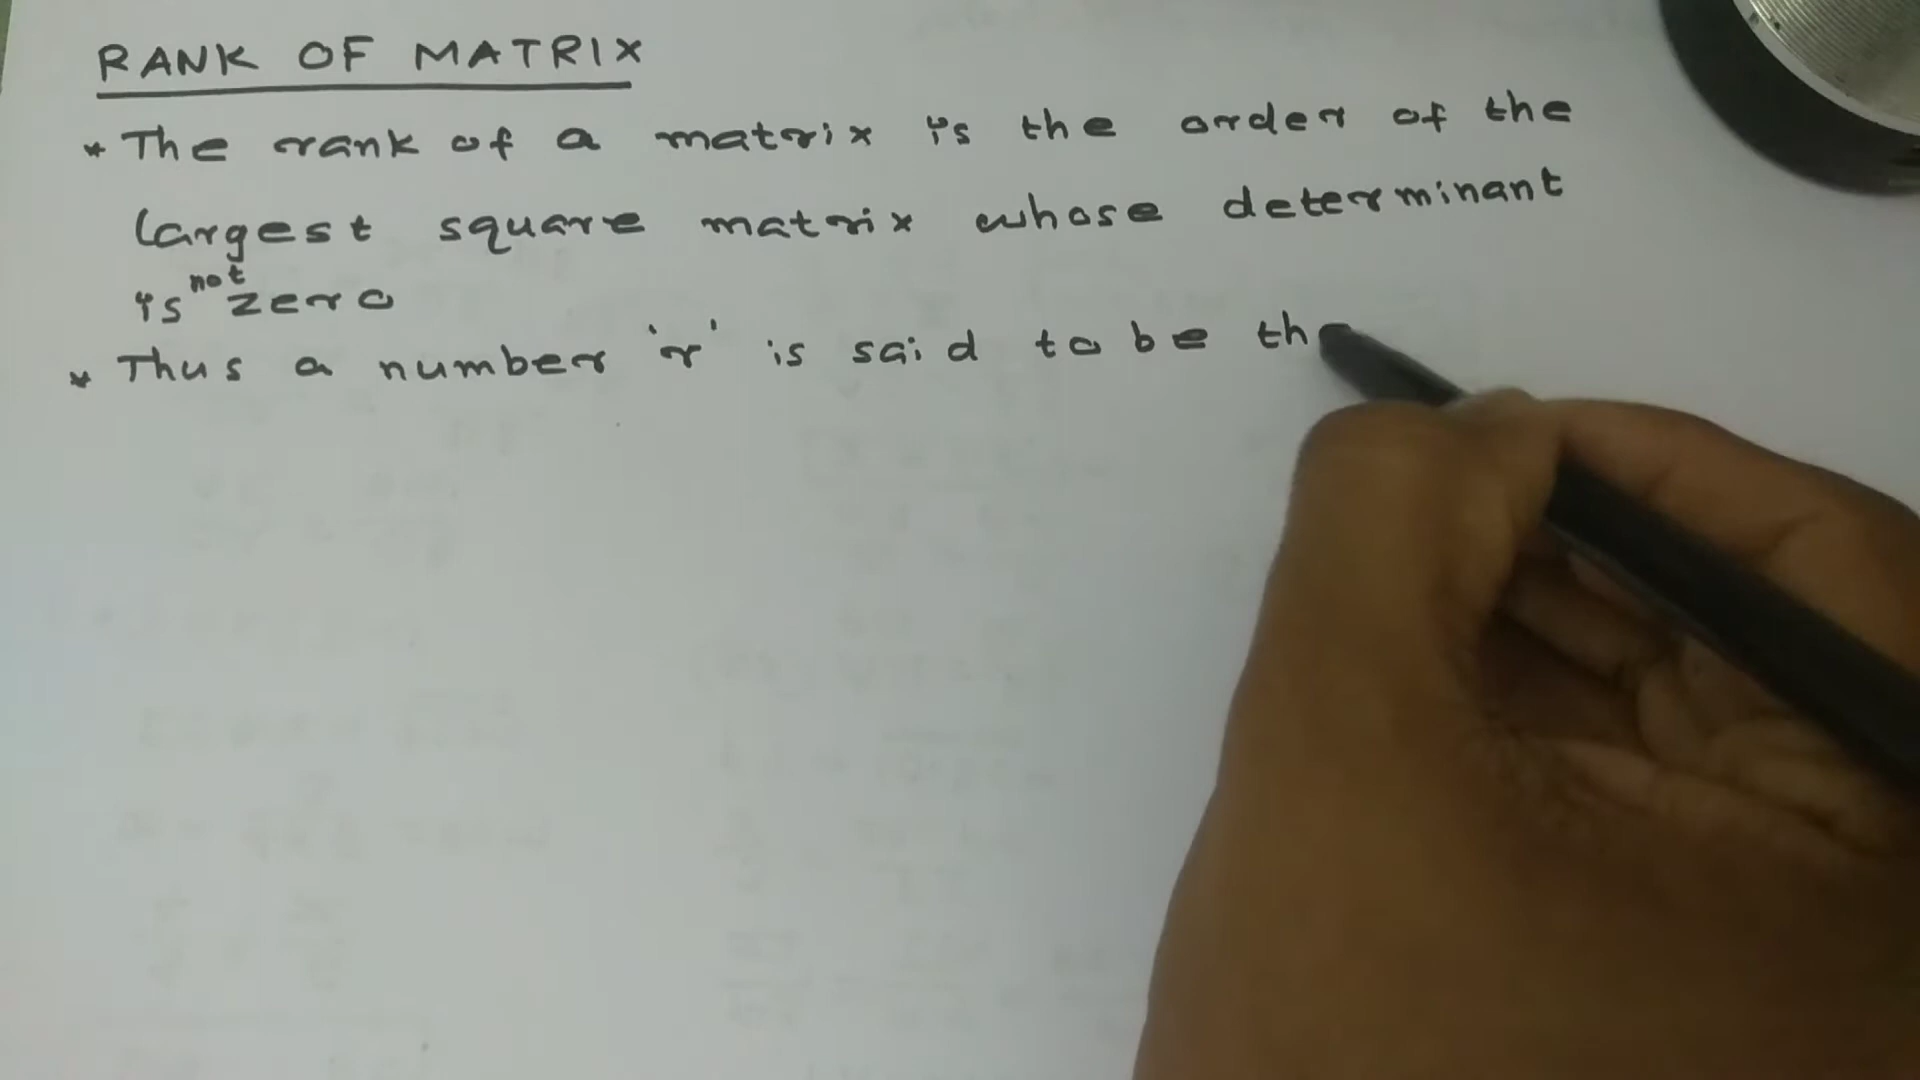 RANK OF MATRIX
* The rank of a matrix is the order of the
largest square matrix whose determinant
is not zero
* Thus a number 'r' is said to be the